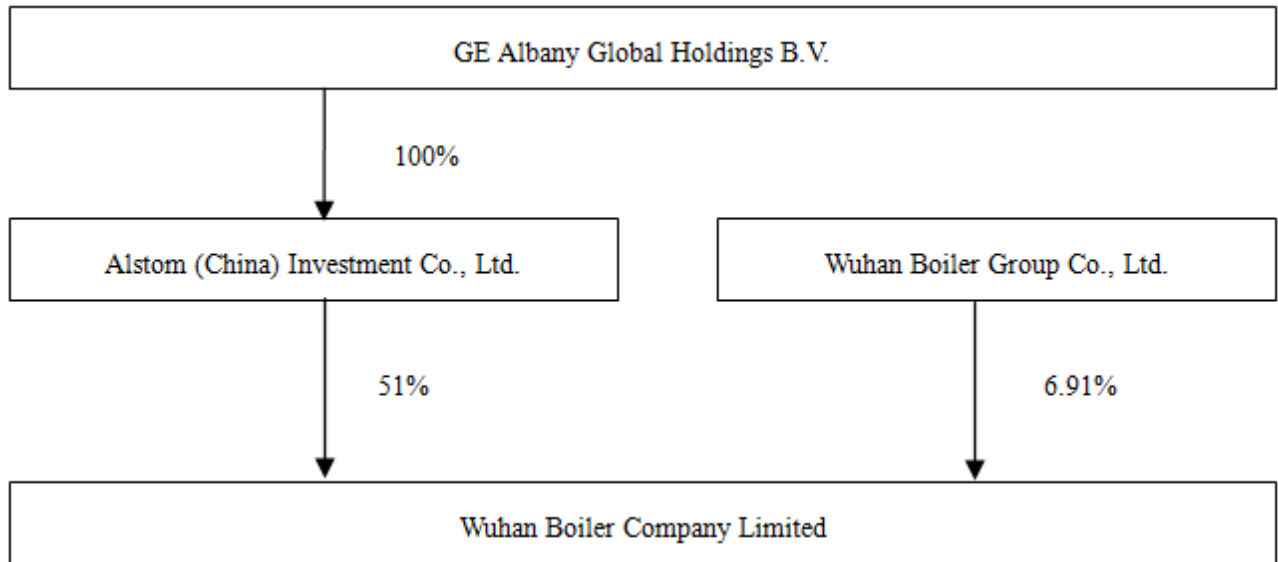 GE Albany Global Holdings B.V.
100%
Alstom (China) Investment Co., Ltd.
Wuhan Boiler Group Co., Ltd.
51%
6.91%
Wuhan Boiler Company Limited